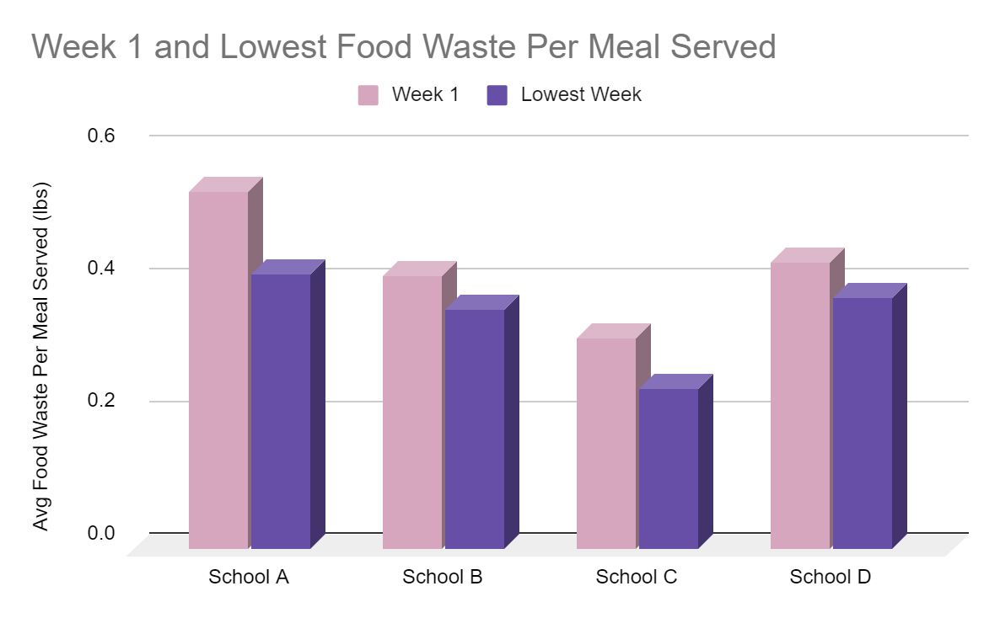 Week 1 and Lowest Food Waste Per Meal Served
Week 1
Lowest Week
Avg Food Waste Per Meal Served (lbs)
0.6
0.4
0.2
0.0
School A
School B
School C
School D